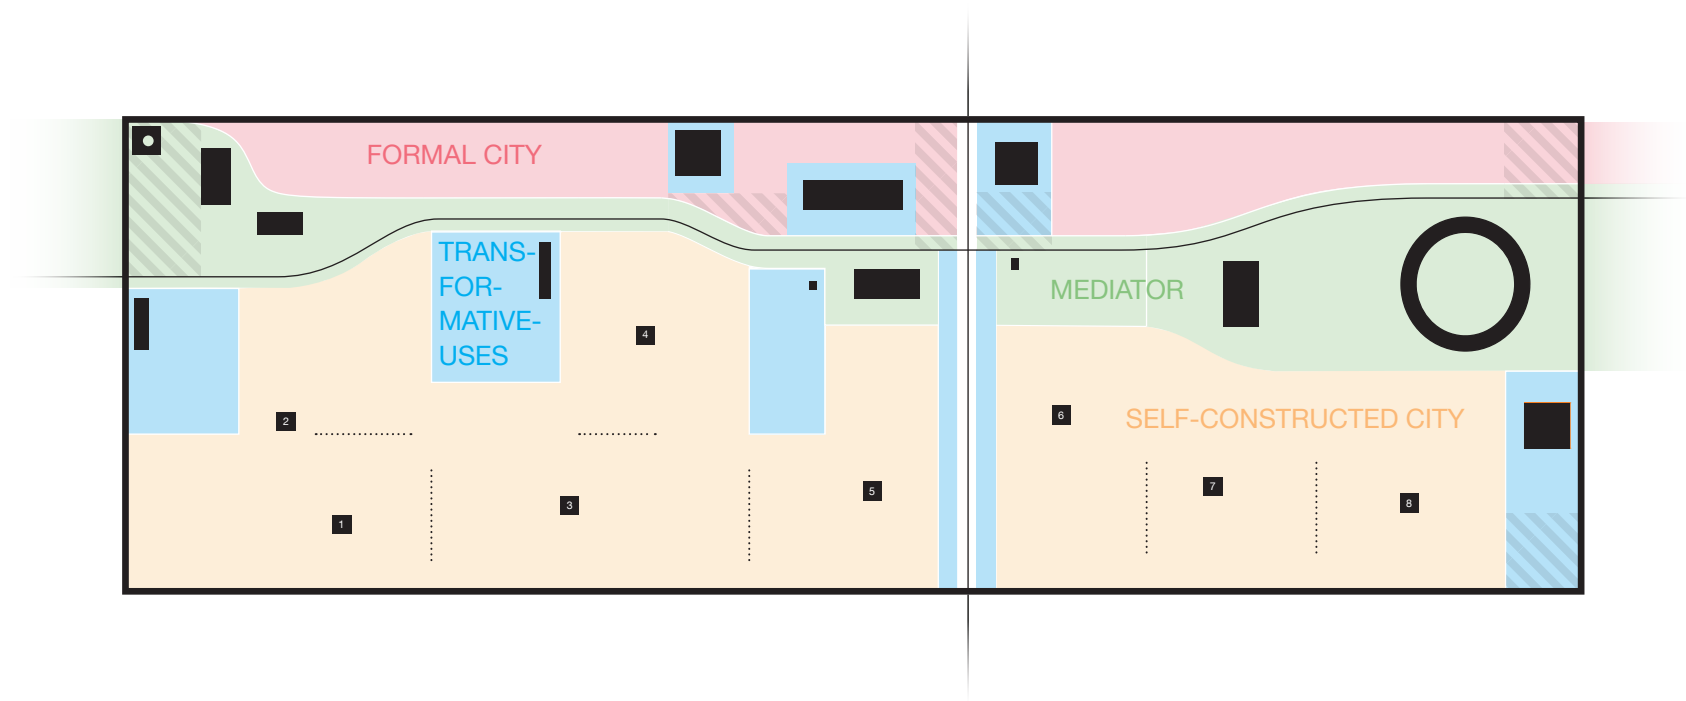 FORMAL CITY
TRANS-
FOR-
MATIVE-
USES
MEDIATOR
4
2
6
SELF-CONSTRUCTED CITY
5
7
3
8
1